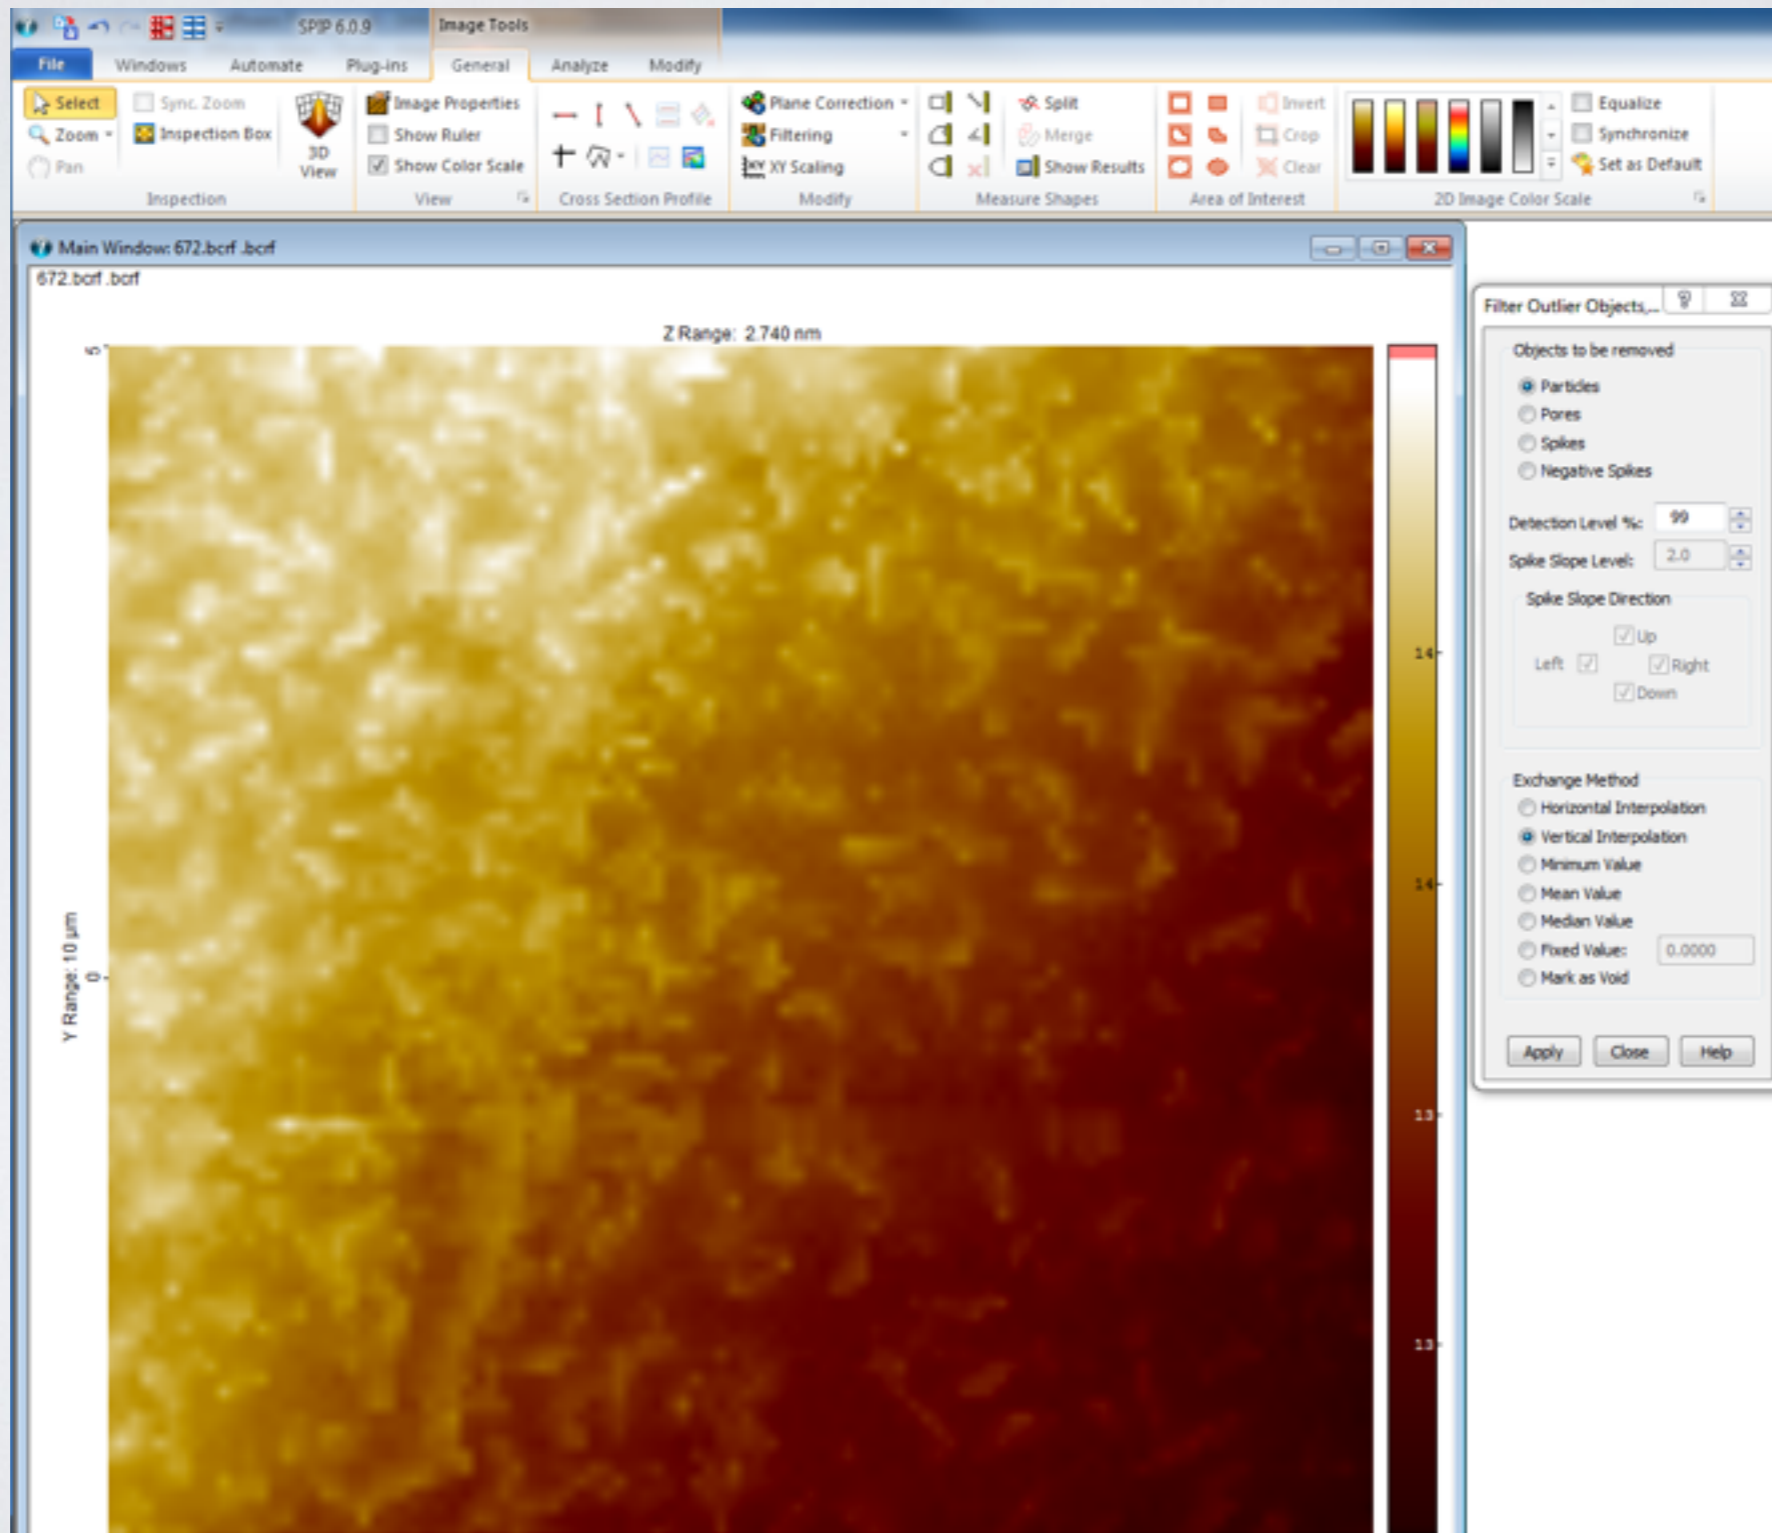 SPIP 6.0.9 Image Tools
File Windows Automate Plug-ins General Analyze Modify
Select Sync. Zoom Image Properties Plane Correction Split Invert Equalize
Zoom Inspection Box Show Ruler Filtering Merge Crop Synchronize
Pan 3D View Show Color Scale XY Scaling Show Results Clear Set as Default
Inspection View Cross Section Profile Modify Measure Shapes Area of Interest 2D Image Color Scale
Main Window: 672.bcrf .bcrf
672.bcrf .bcrf
Z Range: 2.740 nm
5
0
Y Range: 10 µm
14
14
13
13
Filter Outlier Objects,...
Objects to be removed
Particles
Pores
Spikes
Negative Spikes
Detection Level %: 99
Spike Slope Level: 2.0
Spike Slope Direction
Up
Left Right
Down
Exchange Method
Horizontal Interpolation
Vertical Interpolation
Minimum Value
Mean Value
Median Value
Fixed Value: 0.0000
Mark as Void
Apply Close Help